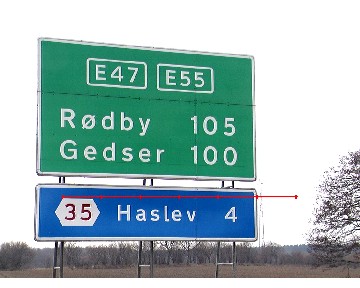 E47 E55
Rødby 105
Gedser 100
35 Haslev 4